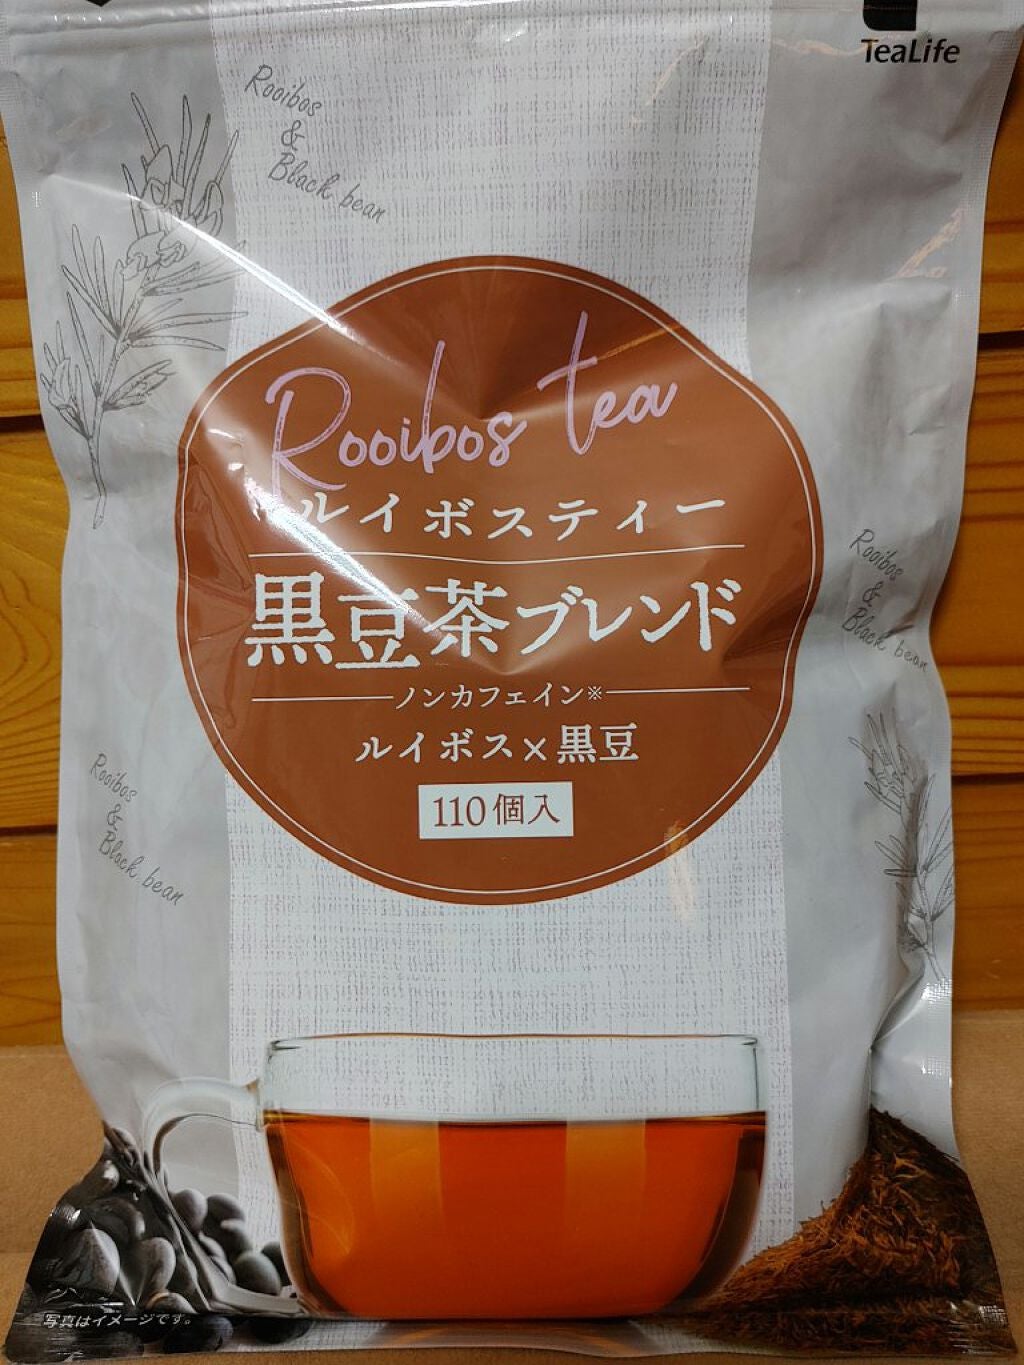 TeaLife
Rooibos
&
Black bean
Rooibos tea
ルイボスティー
黒豆茶ブレンド
ノンカフェイン※
ルイボス×黒豆
110個入
Rooibos
&
Black bean
Rooibos
&
Black bean
写真はイメージです。